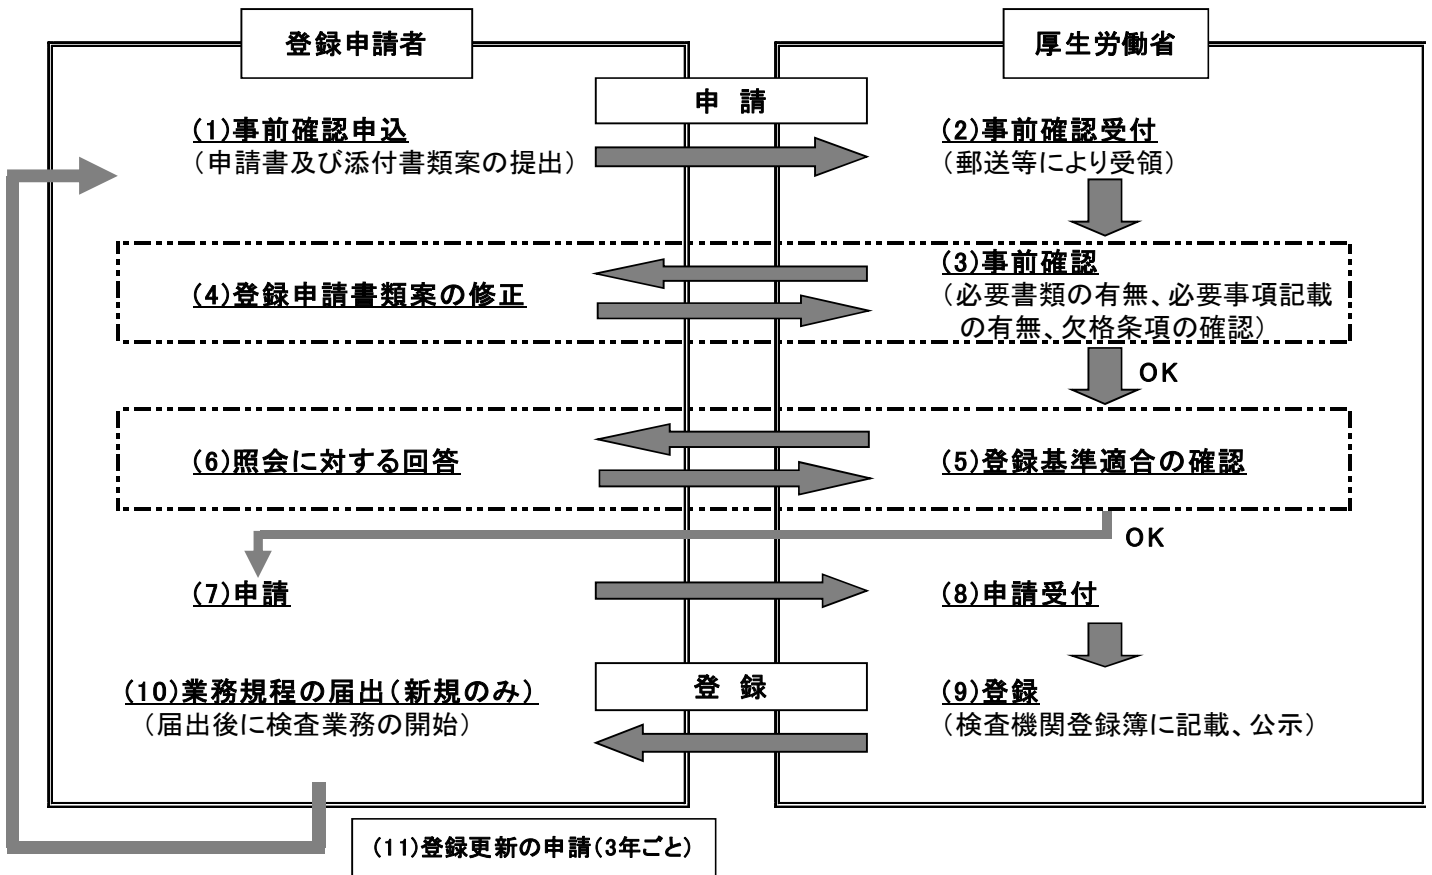 登録申請者
厚生労働省
申 請
(1)事前確認申込
（申請書及び添付書類案の提出）
(2)事前確認受付
（郵送等により受領）
(3)事前確認
（必要書類の有無、必要事項記載
の有無、欠格条項の確認）
(4)登録申請書類案の修正
OK
(6)照会に対する回答
(5)登録基準適合の確認
OK
(7)申請
(8)申請受付
登 録
(10)業務規程の届出（新規のみ）
（届出後に検査業務の開始）
(9)登録
（検査機関登録簿に記載、公示）
(11)登録更新の申請（3年ごと）